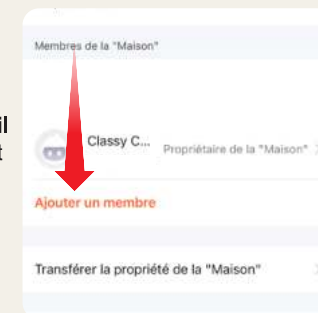 Membres de la "Maison"
il
Classy C... Propriétaire de la "Maison"
t
Ajouter un membre
Transférer la propriété de la "Maison"